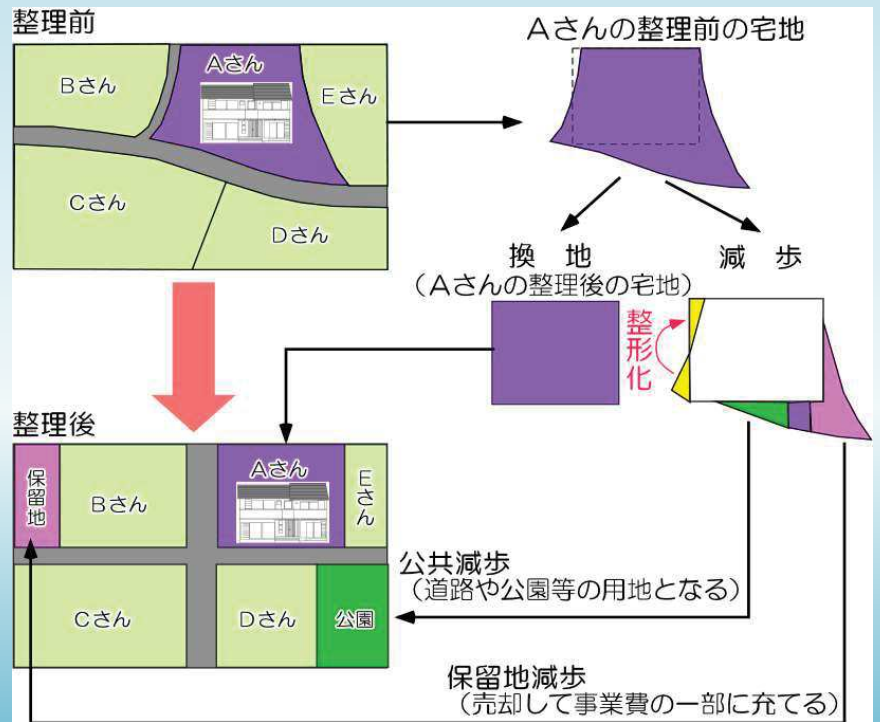 整理前
Aさんの整理前の宅地
Aさん
Bさん
Eさん
Cさん
Dさん
換 地
減 歩
（Aさんの整理後の宅地）
整形化
整理後
保留地
Bさん
Aさん
Eさん
Cさん
Dさん
公園
公共減歩
（道路や公園等の用地となる）
保留地減歩
（売却して事業費の一部に充てる）